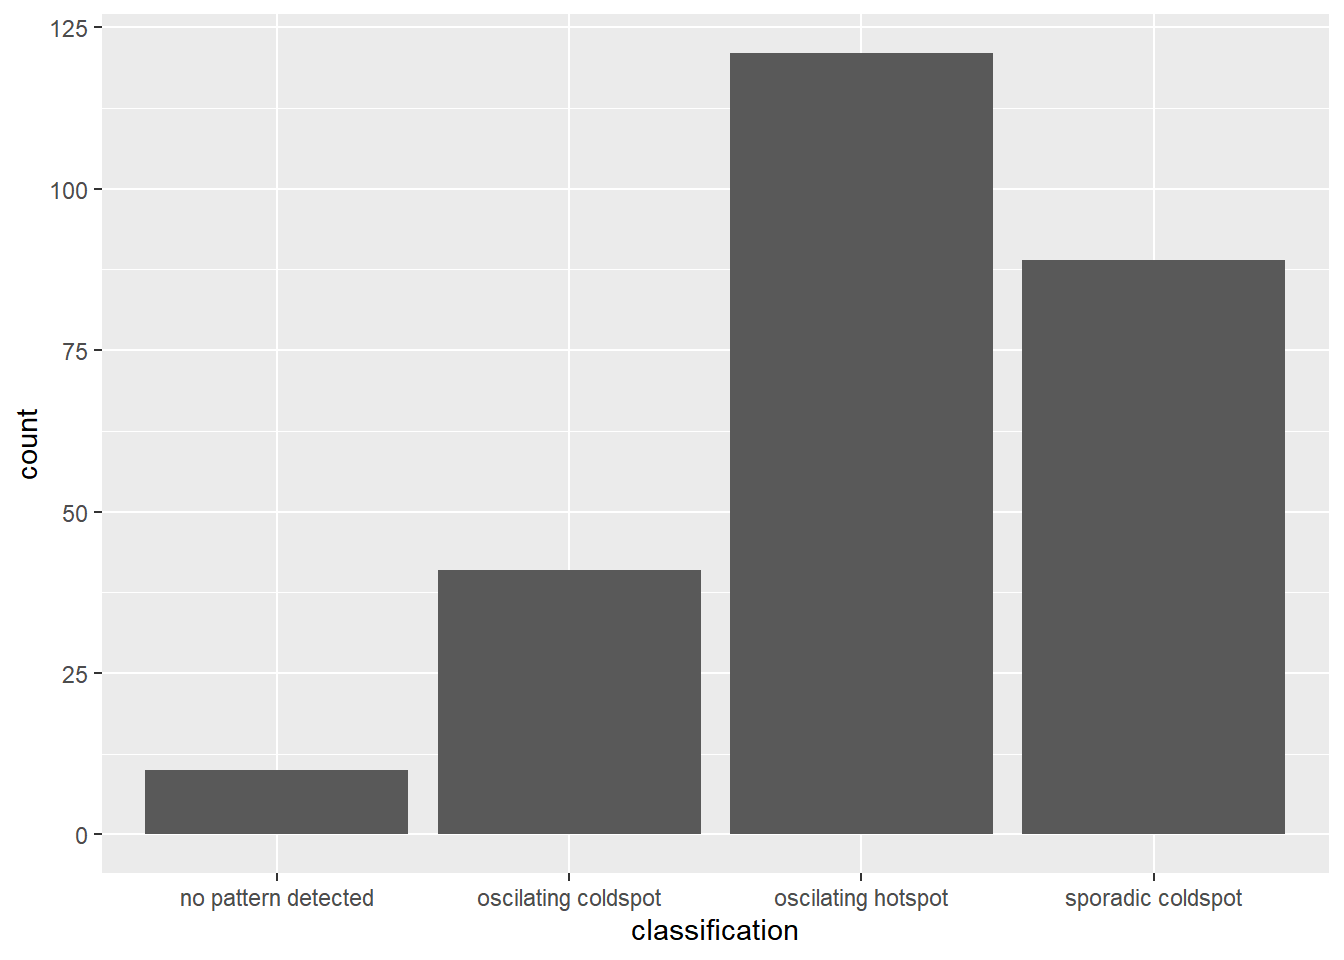 125
100
75
50
25
0
count
no pattern detected
oscilating coldspot
oscilating hotspot
sporadic coldspot
classification